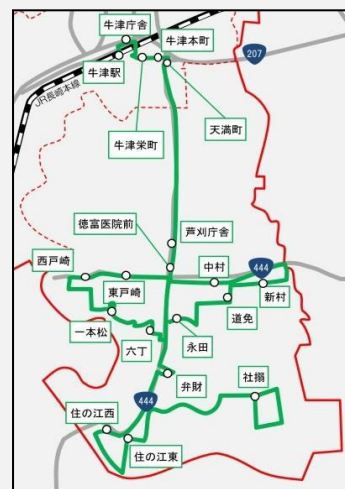 牛津庁舎
牛津本町
牛津駅
207
JR長崎本線
牛津栄町
天満町
徳富医院前
芦刈庁舎
西戸崎
中村
444
東戸崎
新村
一本松
道免
六丁
永田
弁財
社搦
444
住の江西
住の江東